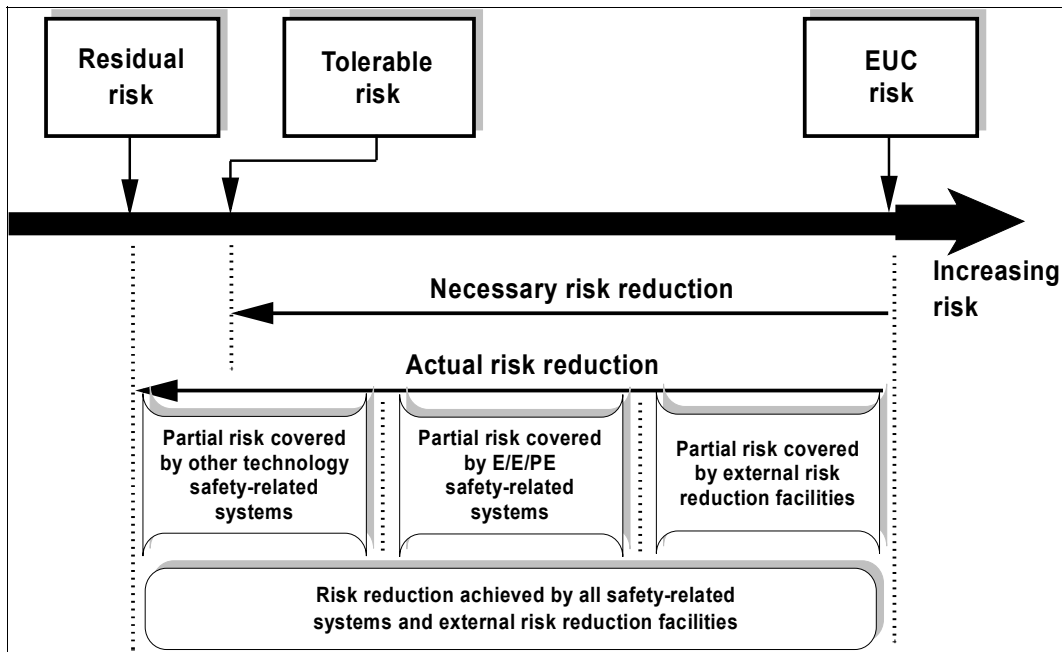 Residual
risk
Tolerable
risk
EUC
risk
Increasing
risk
Necessary risk reduction
Actual risk reduction
Partial risk covered
by other technology
safety-related
systems
Partial risk covered
by E/E/PE
safety-related
systems
Partial risk covered
by external risk
reduction facilities
Risk reduction achieved by all safety-related
systems and external risk reduction facilities